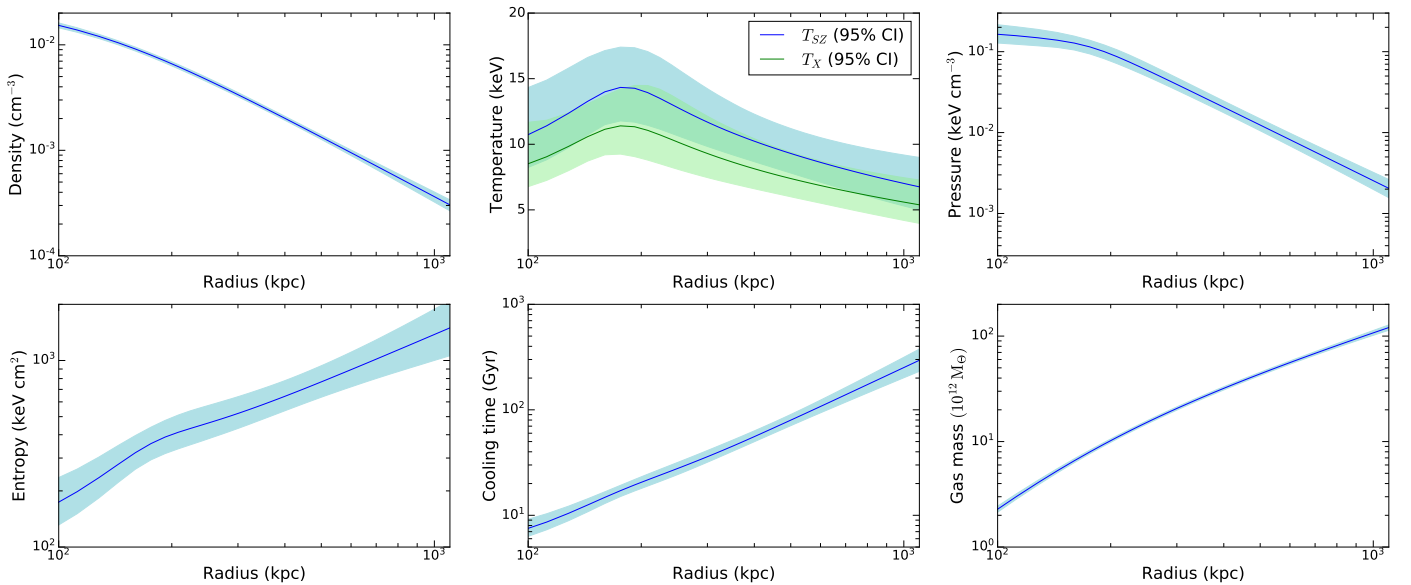 Density (cm⁻³)
10⁻²
10⁻³
10⁻⁴
10²
10³
Radius (kpc)
Temperature (keV)
20
15
10
5
T_SZ (95% CI)
T_X (95% CI)
10²
10³
Radius (kpc)
Pressure (keV cm⁻³)
10⁻¹
10⁻²
10⁻³
10²
10³
Radius (kpc)
Entropy (keV cm²)
10³
10²
10²
10³
Radius (kpc)
Cooling time (Gyr)
10³
10²
10¹
10²
10³
Radius (kpc)
Gas mass (10¹² M_Θ)
10²
10¹
10⁰
10²
10³
Radius (kpc)